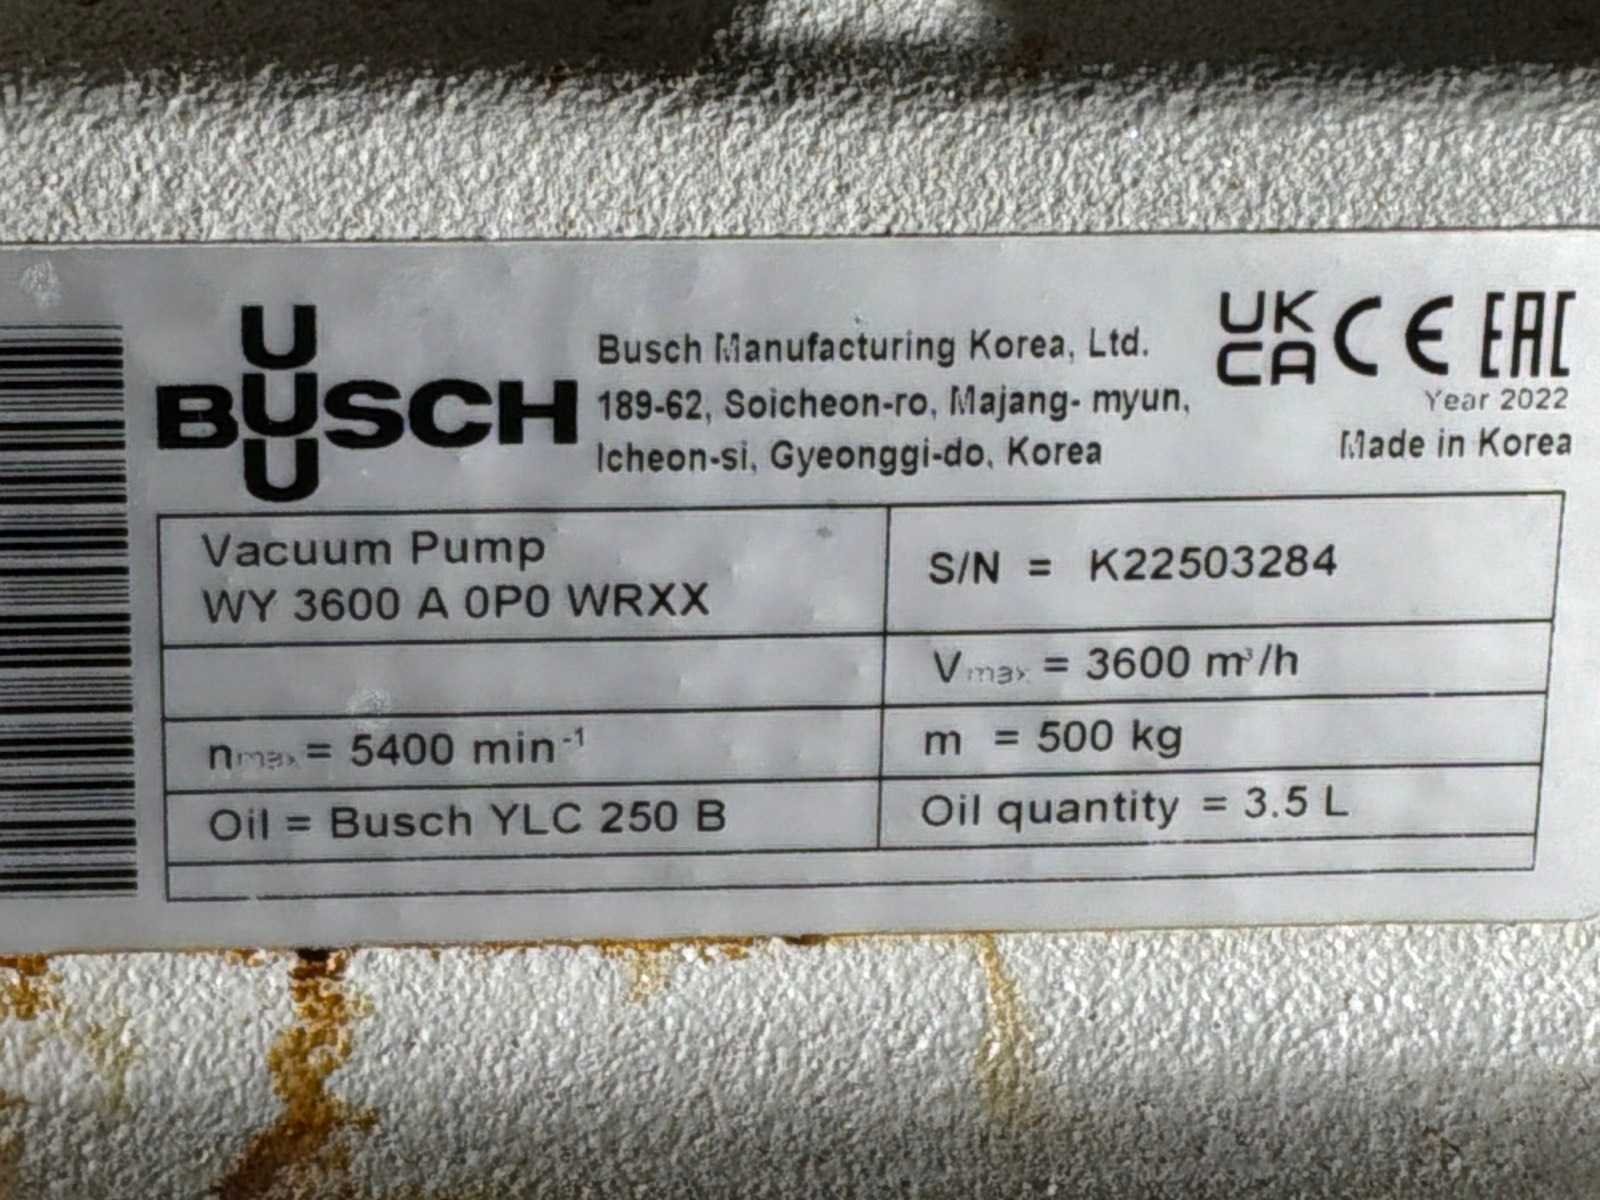 BUSCH
Busch Manufacturing Korea, Ltd.
189-62, Soicheon-ro, Majang- myun,
Icheon-si, Gyeonggi-do, Korea
UK
CA CE EAC
Year 2022
Made in Korea
Vacuum Pump
WY 3600 A 0P0 WRXX
S/N = K22503284
Vmax = 3600 m³/h
nmax = 5400 min⁻¹
m = 500 kg
Oil = Busch YLC 250 B
Oil quantity = 3.5 L